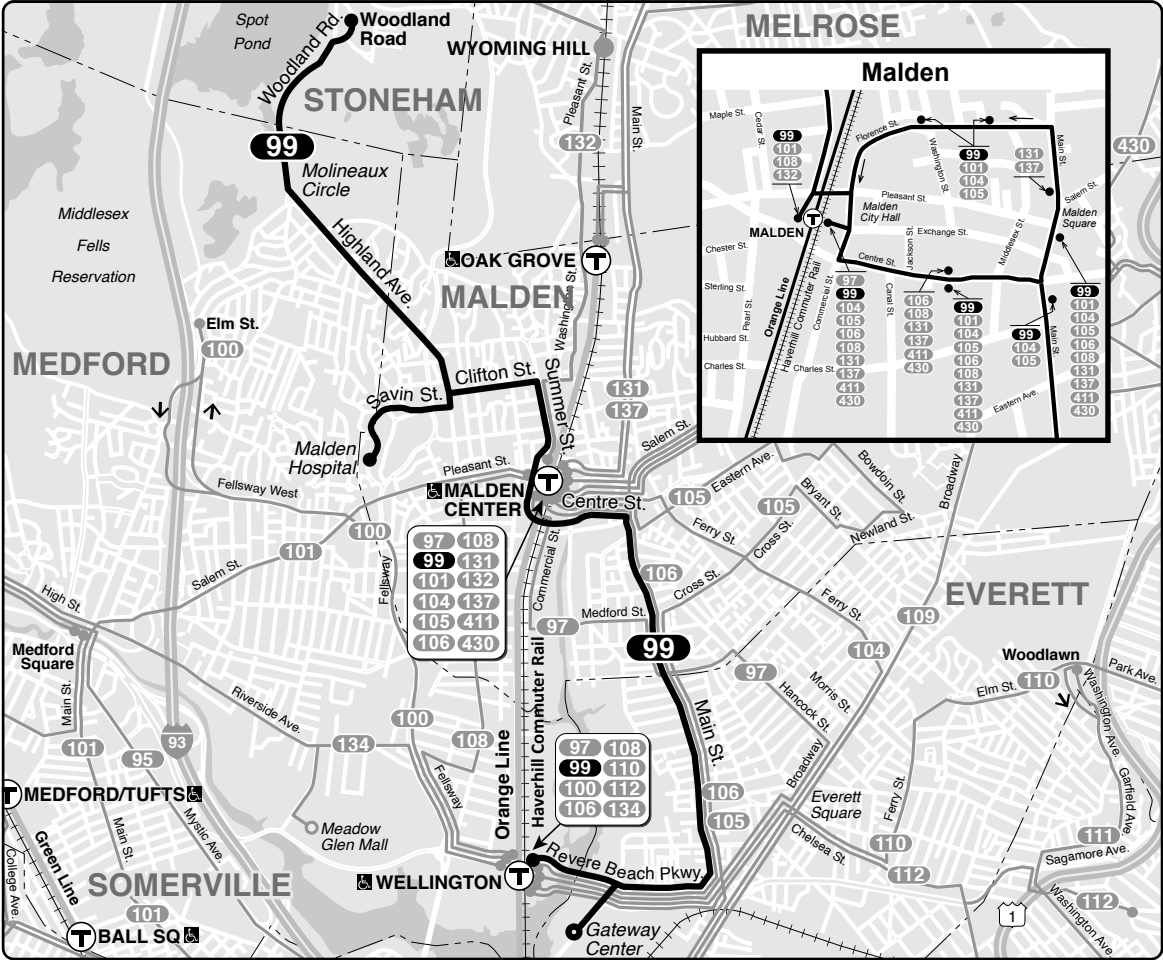 Spot
Pond
Woodland Rd.
Woodland
Road
WYOMING HILL
Pleasant St.
132
Main St.
MELROSE
STONEHAM
99
Molineaux
Circle
Middlesex
Fells
Reservation
Highland Ave.
OAK GROVE
T
MALDEN
Washington St.
Elm St.
100
MEDFORD
Savin St.
Clifton St.
Summer St.
131
137
Malden
Hospital
Pleasant St.
Salem St.
T
MALDEN
CENTER
Centre St.
Fellsway West
100
101
Salem St.
Fellsway
High St.
97 108
99 131
101 132
104 137
105 411
106 430
Commercial St.
Eastern Ave.
105
105
Bryant St.
Bowdoin St.
Newland St.
Broadway
Ferry St.
Cross St.
106
Cross St.
Medford St.
97
99
EVERETT
109
Ferry St.
104
97
Hancock St.
Morris St.
Woodlawn
Elm St.
110
Park Ave.
Washington Ave.
Medford
Square
Main St.
101
95
93
Riverside Ave.
134
100
108
Fellsway
Orange Line
Haverhill Commuter Rail
97 108
99 110
100 112
106 134
Main St.
106
105
Broadway
Everett
Square
Ferry St.
Chelsea St.
110
112
Garfield Ave
111
Sagamore Ave.
112
Washington Ave.
1
T
MEDFORD/TUFTS
Green Line
College Ave.
Main St.
Mystic Ave.
Meadow
Glen Mall
SOMERVILLE
101
T
BALL SQ
WELLINGTON
T
Revere Beach Pkwy.
Gateway
Center
430
Malden
Maple St.
Cedar St.
99
101
108
132
Florence St.
Washington St.
99
101
104
105
131
137
Main St.
Salem St.
Malden
Square
Pleasant St.
Malden
City Hall
MALDEN
T
Exchange St.
Jackson St.
Middlesex St.
Centre St.
Chester St.
Sterling St.
Pearl St.
Hubbard St.
Charles St.
Orange Line
Haverhill Commuter Rail
Commercial St.
Charles St.
Canal St.
97
99
104
105
106
108
131
137
411
430
106
108
131
137
411
430
99
101
104
105
106
108
131
137
411
430
99
104
105
Main St.
Eastern Ave.
99
101
104
105
106
108
131
137
411
430